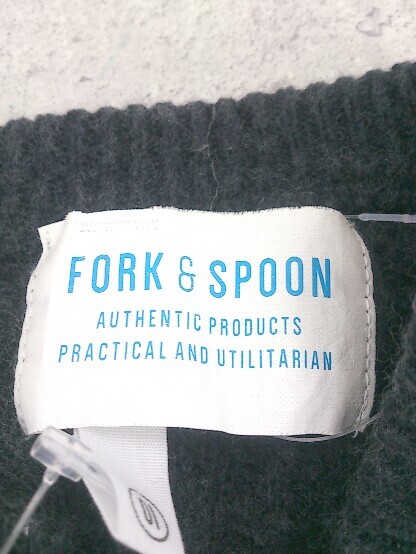 FORK & SPOON
AUTHENTIC PRODUCTS
PRACTICAL AND UTILITARIAN